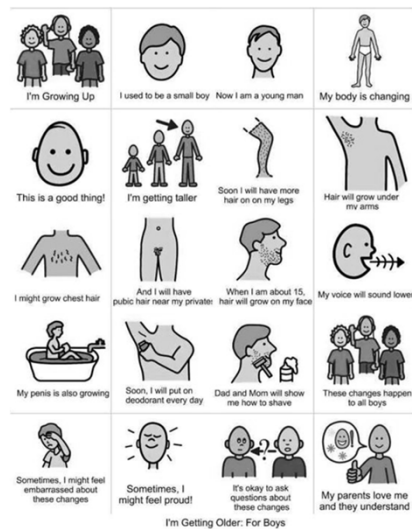 I'm Growing Up
I used to be a small boy
Now I am a young man
My body is changing
This is a good thing!
I'm getting taller
Soon I will have more
hair on on my legs
Hair will grow under
my arms
I might grow chest hair
And I will have
pubic hair near my privates
When I am about 15,
hair will grow on my face
My voice will sound lower
My penis is also growing
Soon, I will put on
deodorant every day
Dad and Mom will show
me how to shave
These changes happen
to all boys
Sometimes, I might feel
embarrassed about
these changes
Sometimes, I
might feel proud!
It's okay to ask
questions about
these changes
My parents love me
and they understand
I'm Getting Older: For Boys